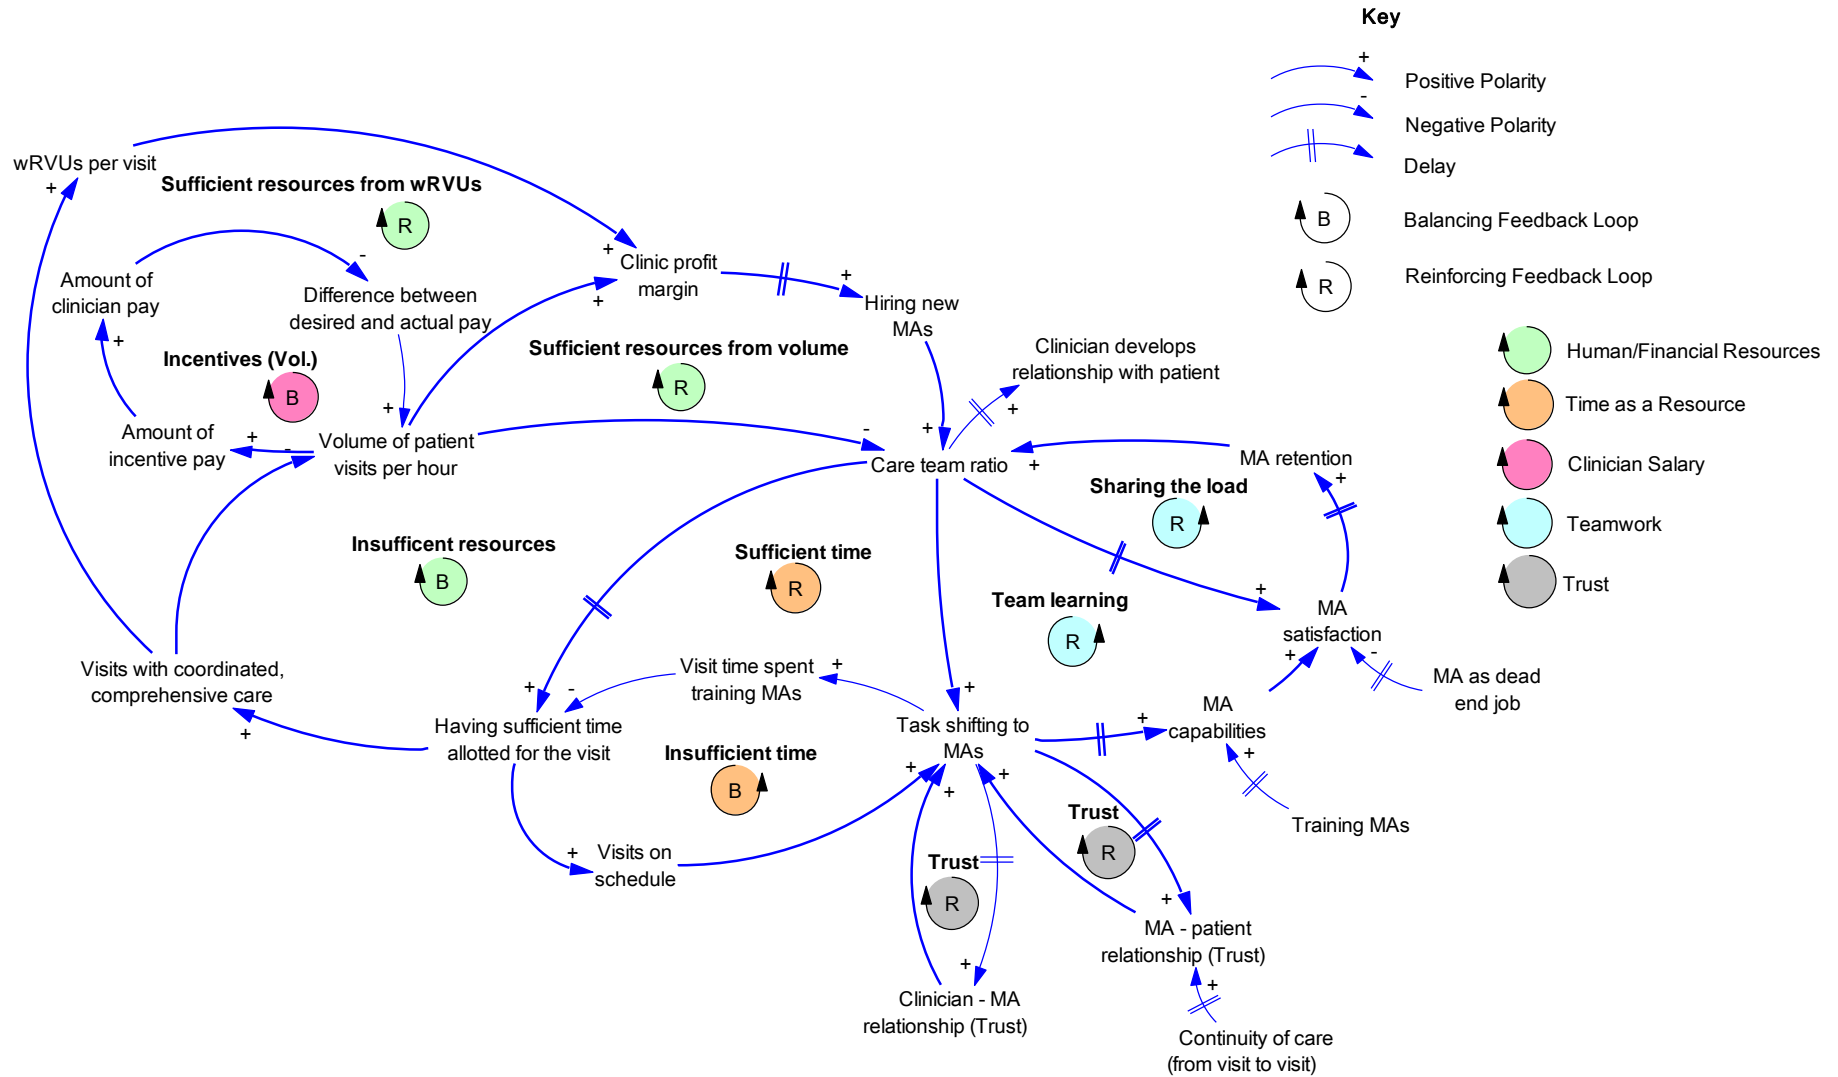 Key
+
Positive Polarity
-
Negative Polarity
Delay
B
Balancing Feedback Loop
R
Reinforcing Feedback Loop
Human/Financial Resources
Time as a Resource
Clinician Salary
Teamwork
Trust
wRVUs per visit
+
Sufficient resources from wRVUs
R
Amount of
clinician pay
+
-
Difference between
desired and actual pay
+
Clinic profit
margin
+
+
Hiring new
MAs
Incentives (Vol.)
B
Sufficient resources from volume
R
Clinician develops
relationship with patient
+
Amount of
incentive pay
+
-
+
Volume of patient
visits per hour
-
+
Care team ratio
+
MA retention
+
Sharing the load
R
Insufficent resources
B
Sufficient time
R
Team learning
R
+
MA
satisfaction
+
-
MA as dead
end job
Visits with coordinated,
comprehensive care
+
Visit time spent
training MAs
+
+
-
Having sufficient time
allotted for the visit
+
Task shifting to
MAs
+
+
+
+
MA
capabilities
+
Training MAs
Insufficient time
B
+
Visits on
schedule
Trust
R
Trust
R
+
MA - patient
relationship (Trust)
+
+
Clinician - MA
relationship (Trust)
Continuity of care
(from visit to visit)